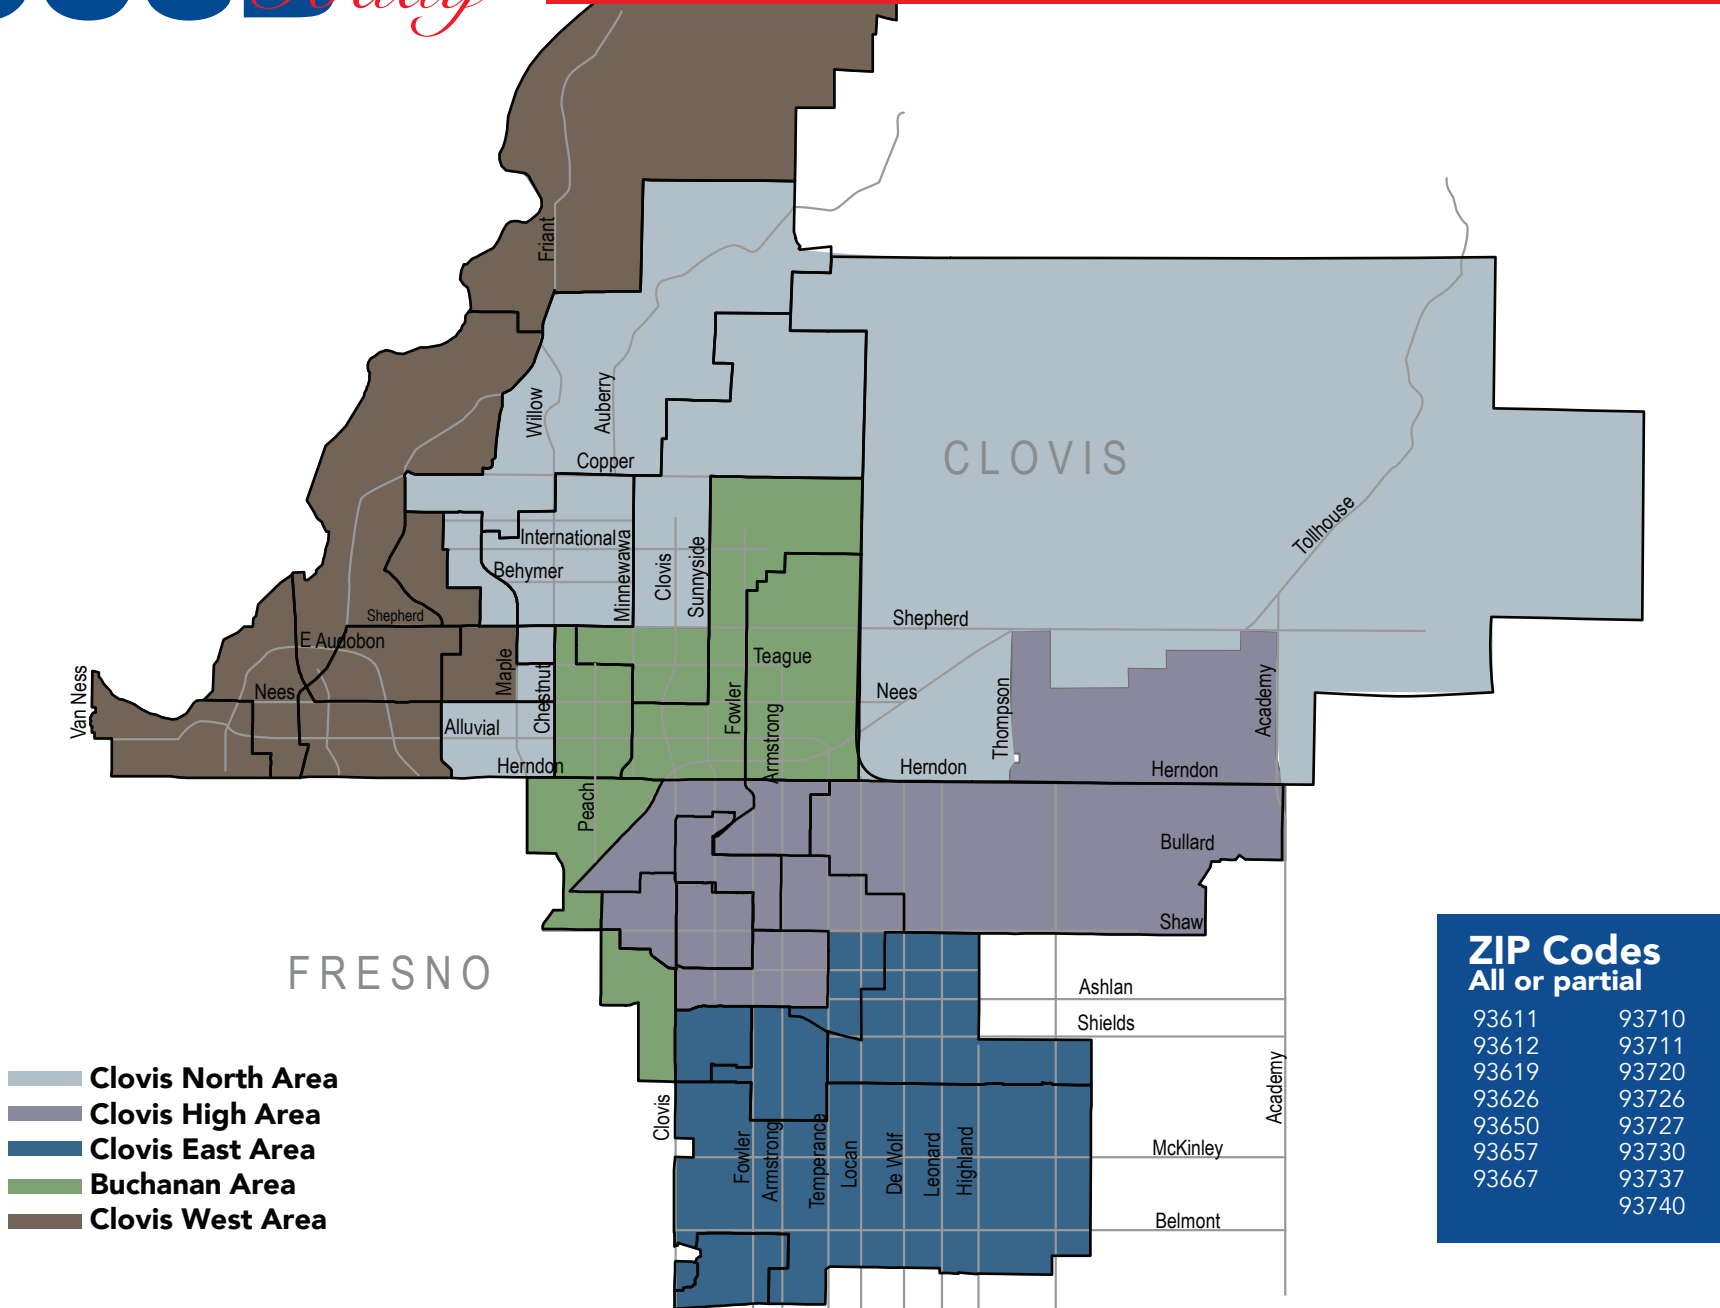 Friant
Willow
Auberry
Copper
CLOVIS
Tollhouse
International
Behymer
Minnewawa
Clovis
Sunnyside
Shepherd
Shepherd
E Audobon
Teague
Maple
Chestnut
Nees
Nees
Van Ness
Fowler
Armstrong
Thompson
Academy
Alluvial
Herndon
Herndon
Herndon
Peach
Bullard
Shaw
FRESNO
Ashlan
Shields
Clovis
Fowler
Armstrong
Temperance
Locan
De Wolf
Leonard
Highland
Academy
McKinley
Belmont
Clovis North Area
Clovis High Area
Clovis East Area
Buchanan Area
Clovis West Area
ZIP Codes
All or partial
93611 93710
93612 93711
93619 93720
93626 93726
93650 93727
93657 93730
93667 93737
93740